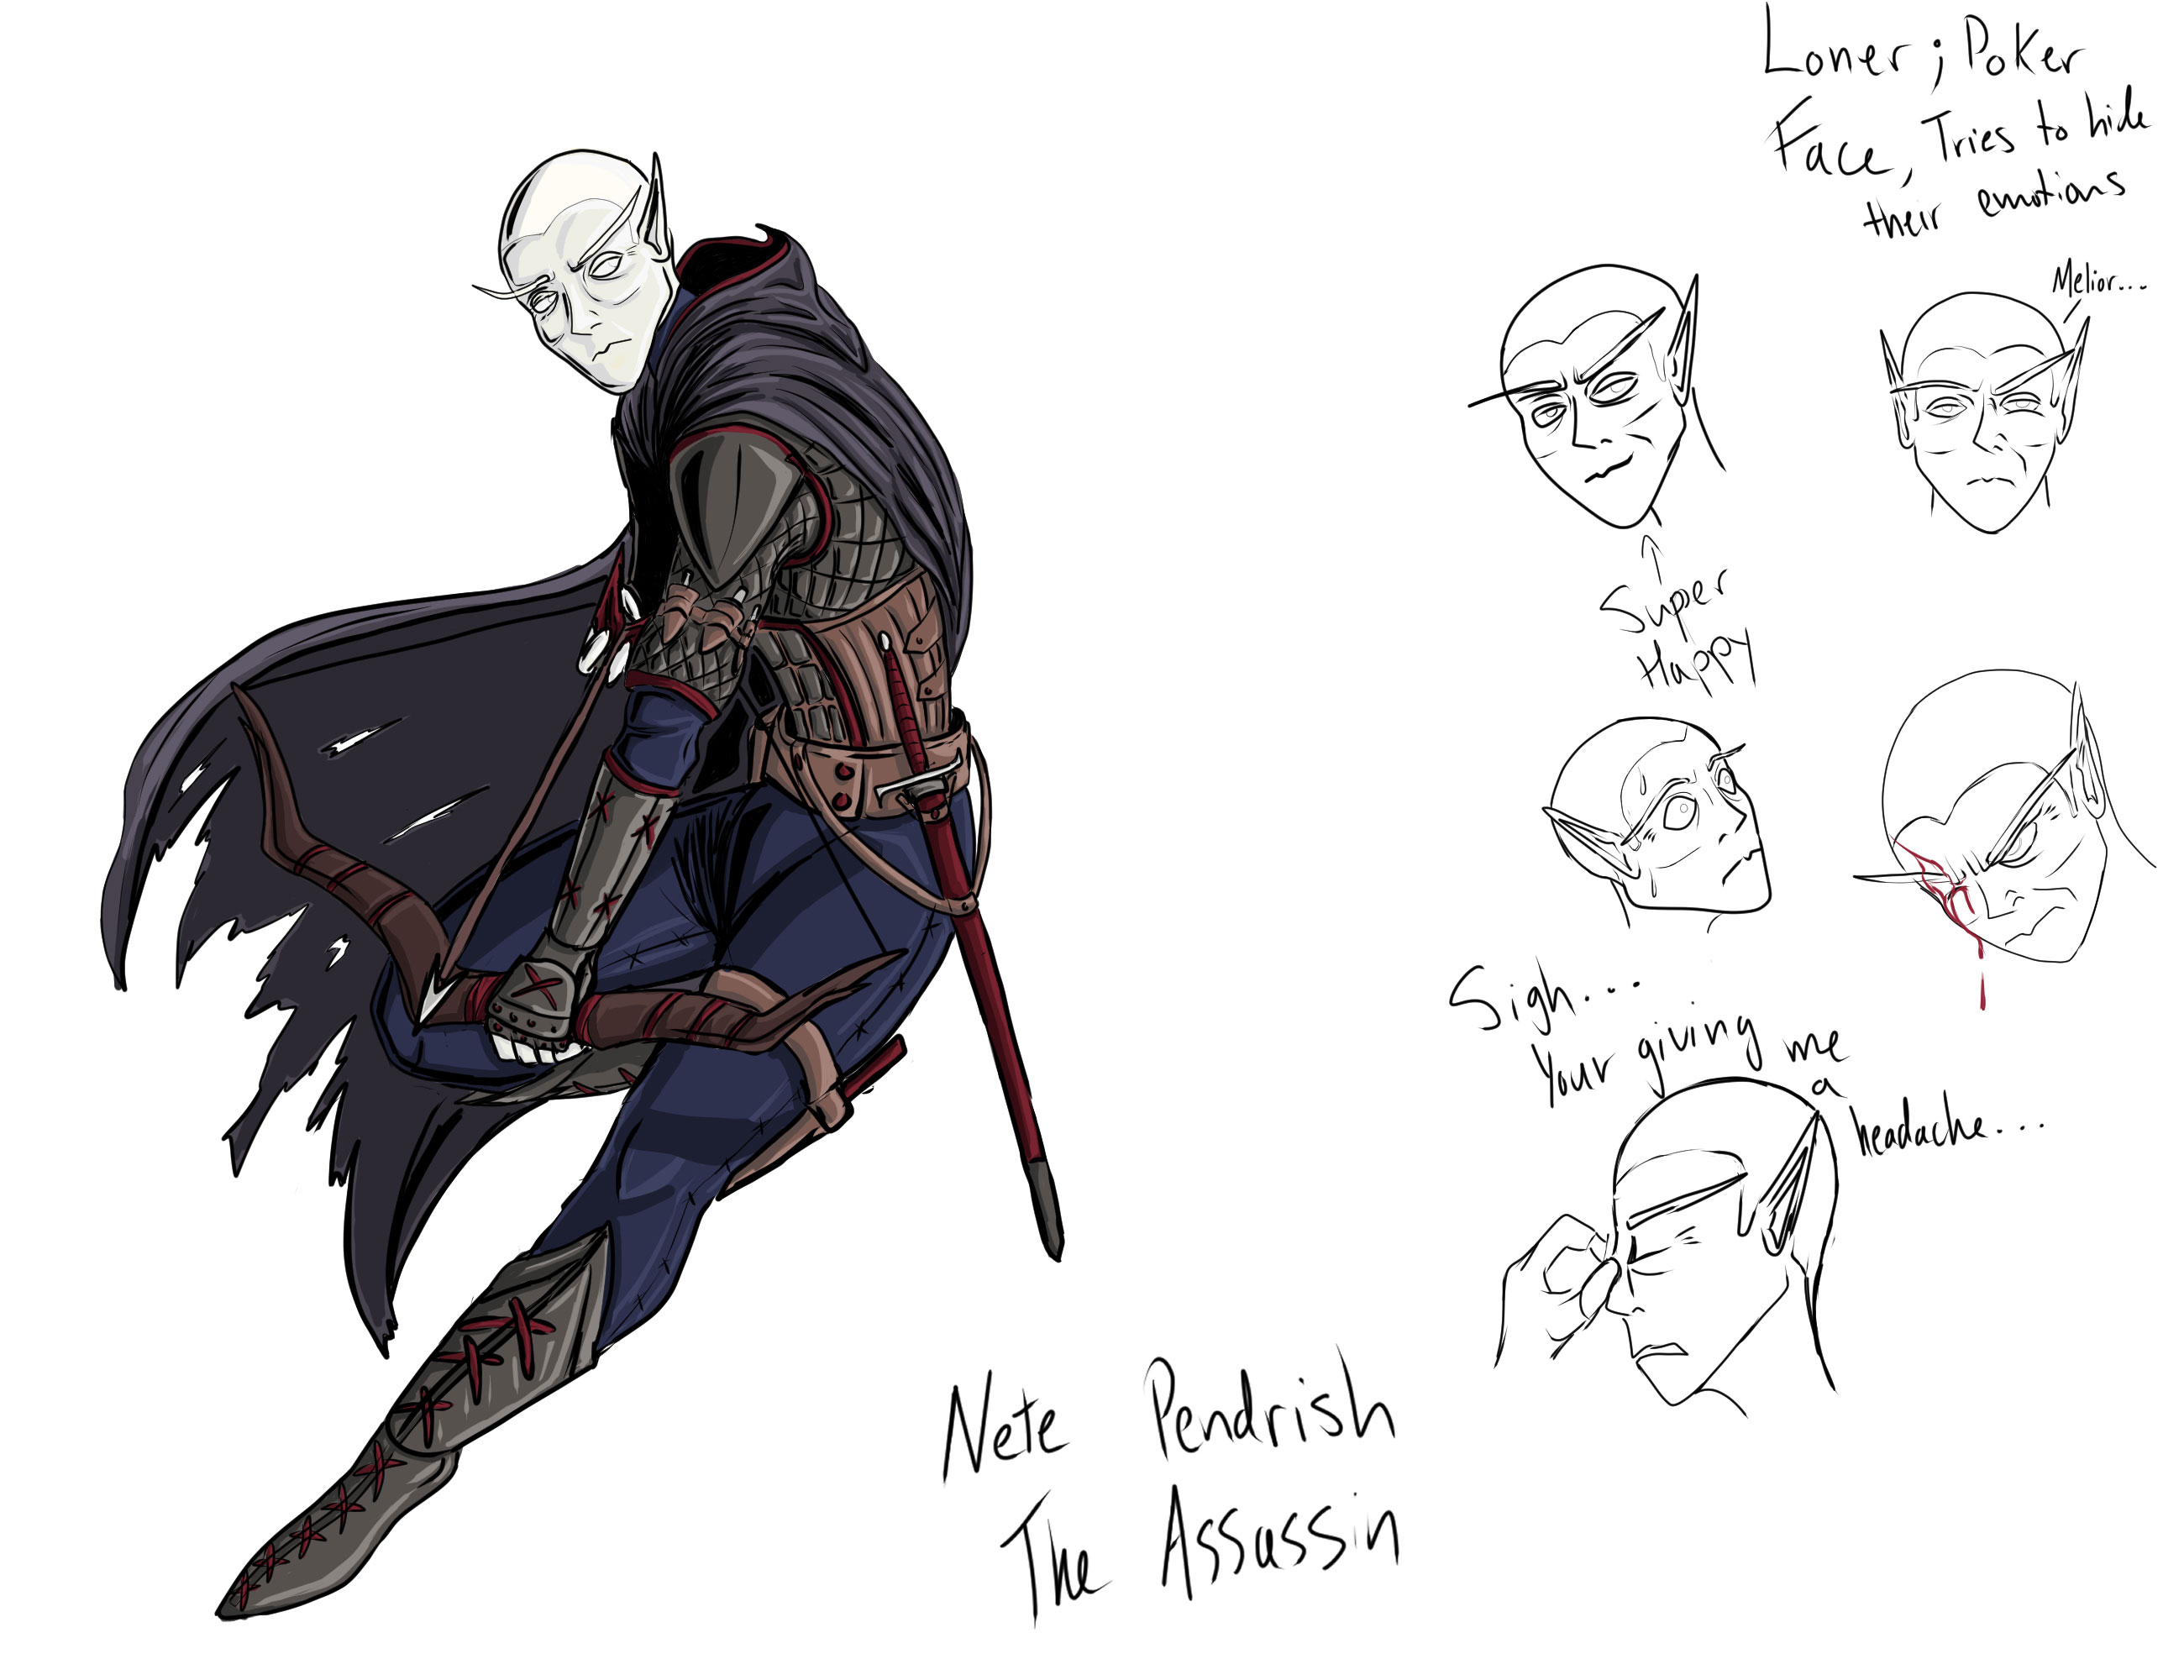 Loner ; Poker
Face, Tries to hide
their emotions
Melior...
Super
Happy
Sigh....
Your giving me
a
headache....
Nete Pendrish
The Assassin